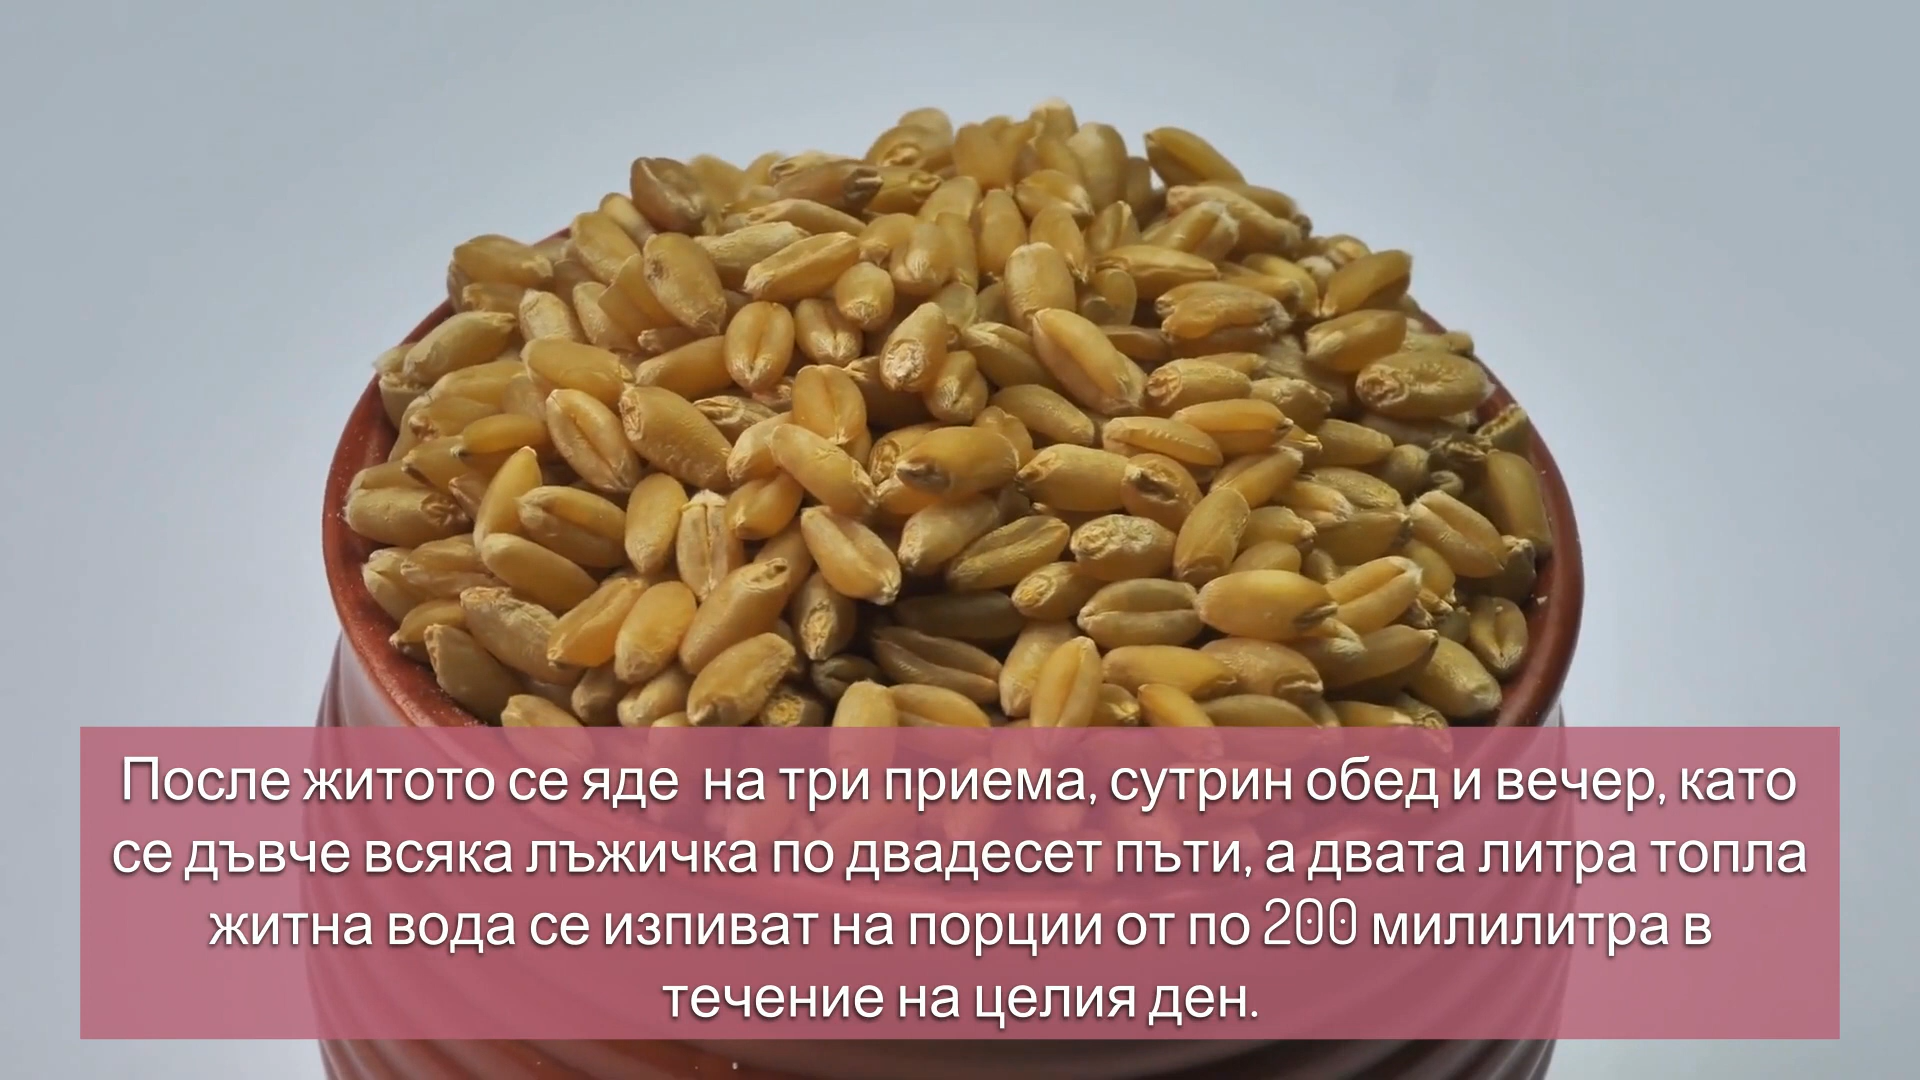 После житото се яде  на три приема, сутрин обед и вечер, като
се дъвче всяка лъжичка по двадесет пъти, а двата литра топла
житна вода се изпиват на порции от по 200 милилитра в
течение на целия ден.